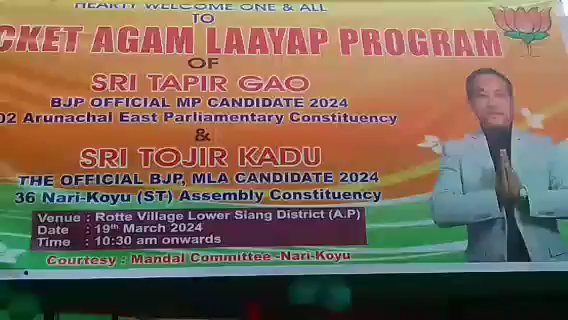 HEARTY WELCOME ONE & ALL
TO
CKET AGAM LAAYAP PROGRAM
OF
SRI TAPIR GAO
BJP OFFICIAL MP CANDIDATE 2024
02 Arunachal East Parliamentary Constituency
&
SRI TOJIR KADU
THE OFFICIAL BJP, MLA CANDIDATE 2024
36 Nari-Koyu (ST) Assembly Constituency
Venue : Rotte Village Lower Siang District (A.P)
Date : 19th March 2024
Time : 10:30 am onwards
Courtesy : Mandal Committee -Nari-Koyu